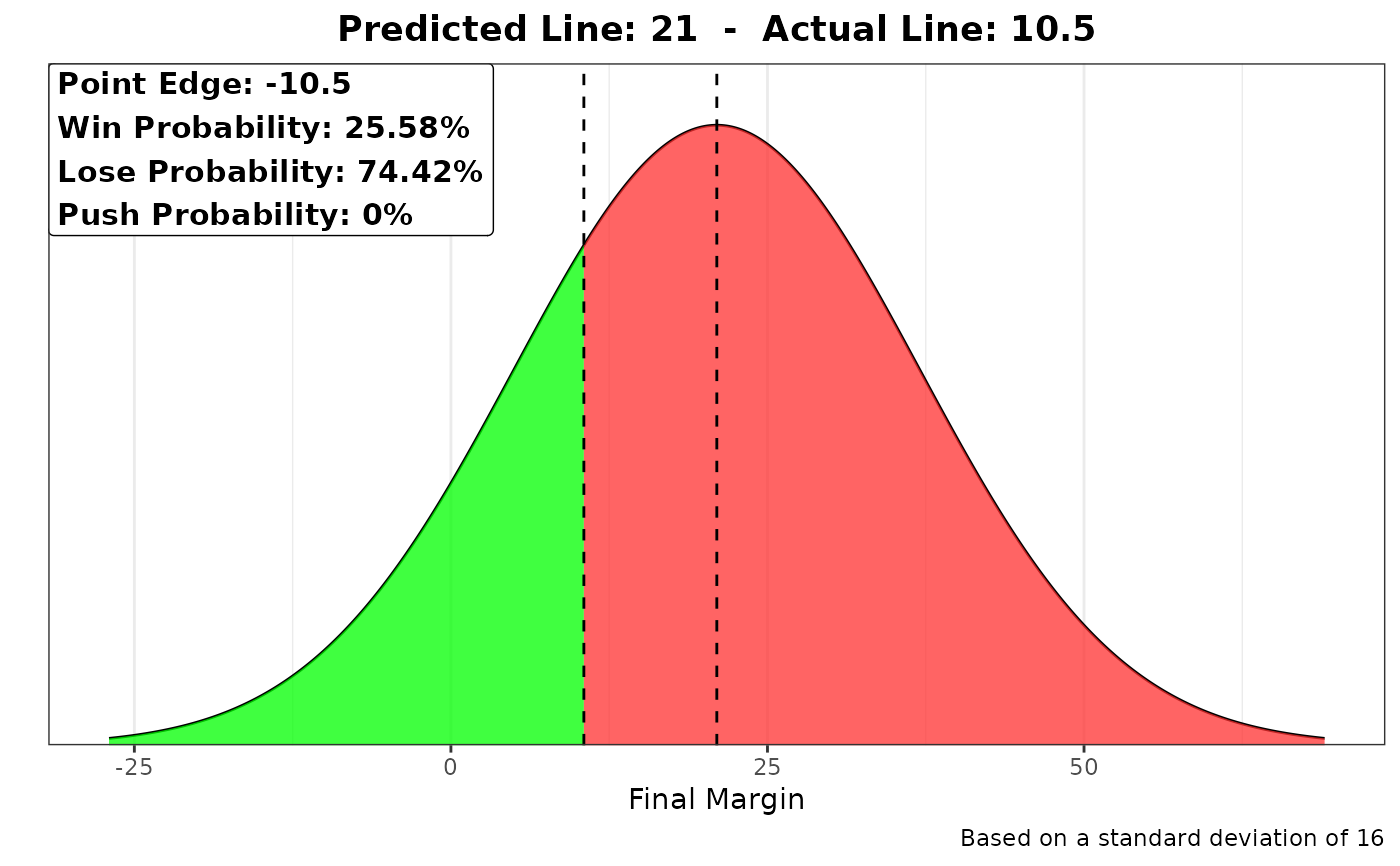 Predicted Line: 21  -  Actual Line: 10.5
Point Edge: -10.5
Win Probability: 25.58%
Lose Probability: 74.42%
Push Probability: 0%
-25
0
25
50
Final Margin
Based on a standard deviation of 16